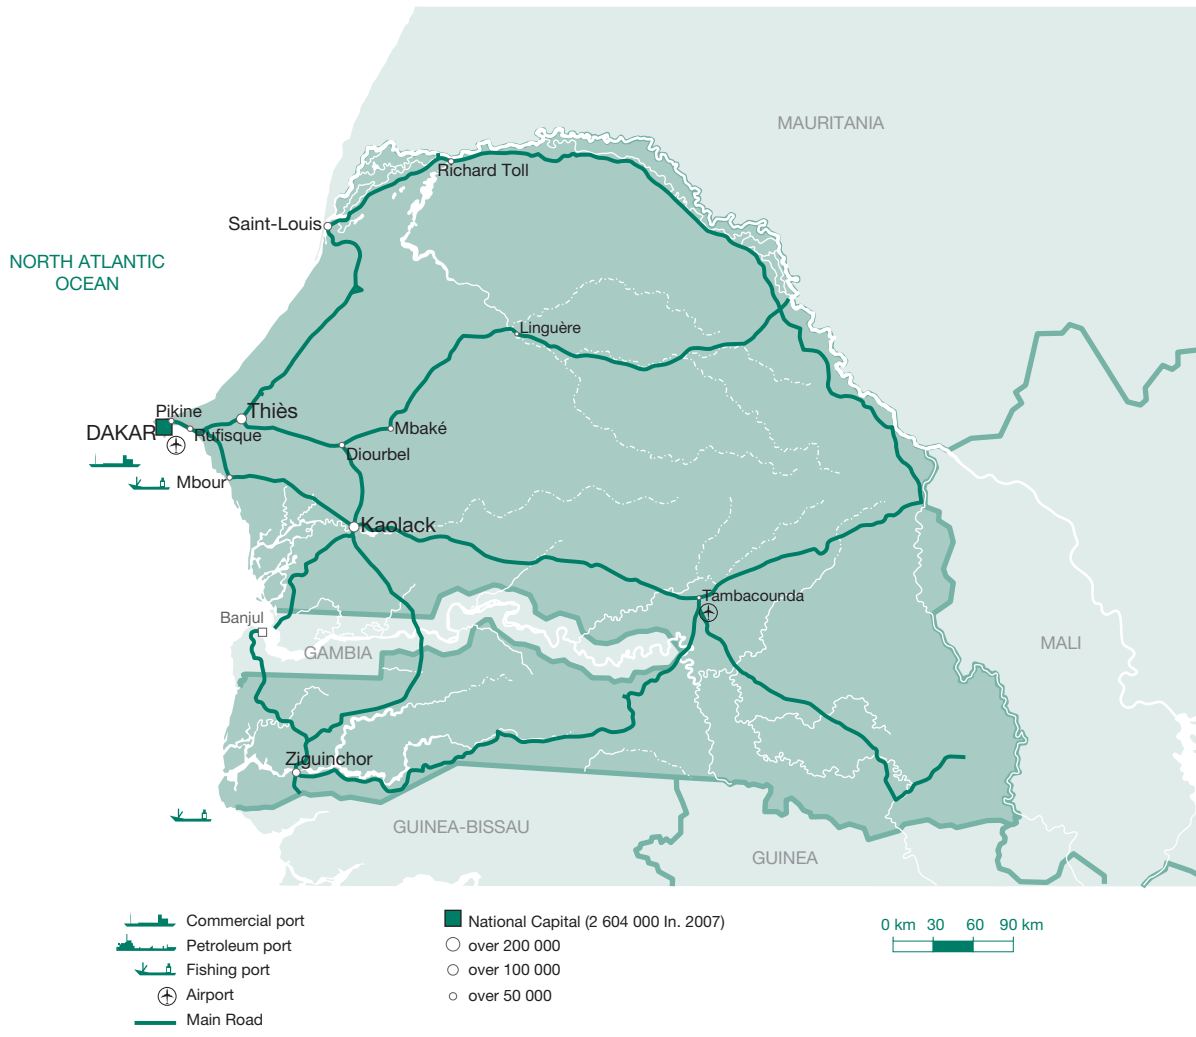 MAURITANIA
Richard Toll
Saint-Louis
NORTH ATLANTIC
OCEAN
Linguère
Pikine
Thiès
DAKAR
Rufisque
Mbaké
Diourbel
Mbour
Kaolack
Tambacounda
Banjul
GAMBIA
MALI
Ziguinchor
GUINEA-BISSAU
GUINEA
Commercial port
Petroleum port
Fishing port
Airport
Main Road
National Capital (2 604 000 In. 2007)
over 200 000
over 100 000
over 50 000
0 km 30 60 90 km